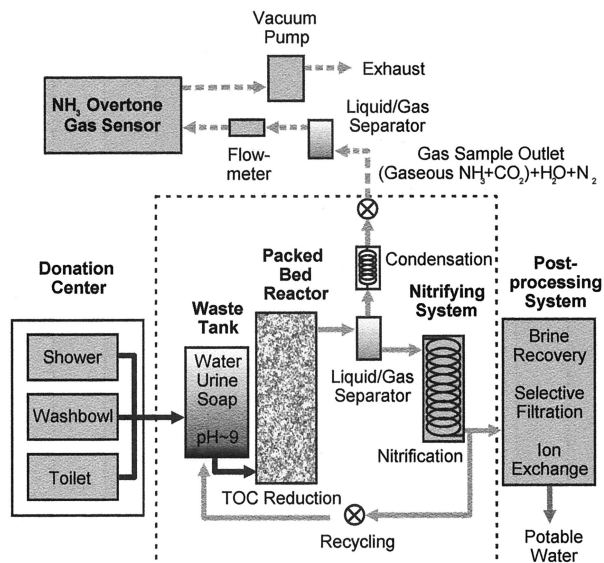 Vacuum
Pump
Exhaust
NH₃ Overtone
Gas Sensor
Liquid/Gas
Separator
Flow-
meter
Gas Sample Outlet
(Gaseous NH₃+CO₂)+H₂O+N₂
Donation
Center
Shower
Washbowl
Toilet
Waste
Tank
Water
Urine
Soap
pH~9
Packed
Bed
Reactor
TOC Reduction
Condensation
Liquid/Gas
Separator
Nitrifying
System
Nitrification
Recycling
Post-
processing
System
Brine
Recovery
Selective
Filtration
Ion
Exchange
Potable
Water